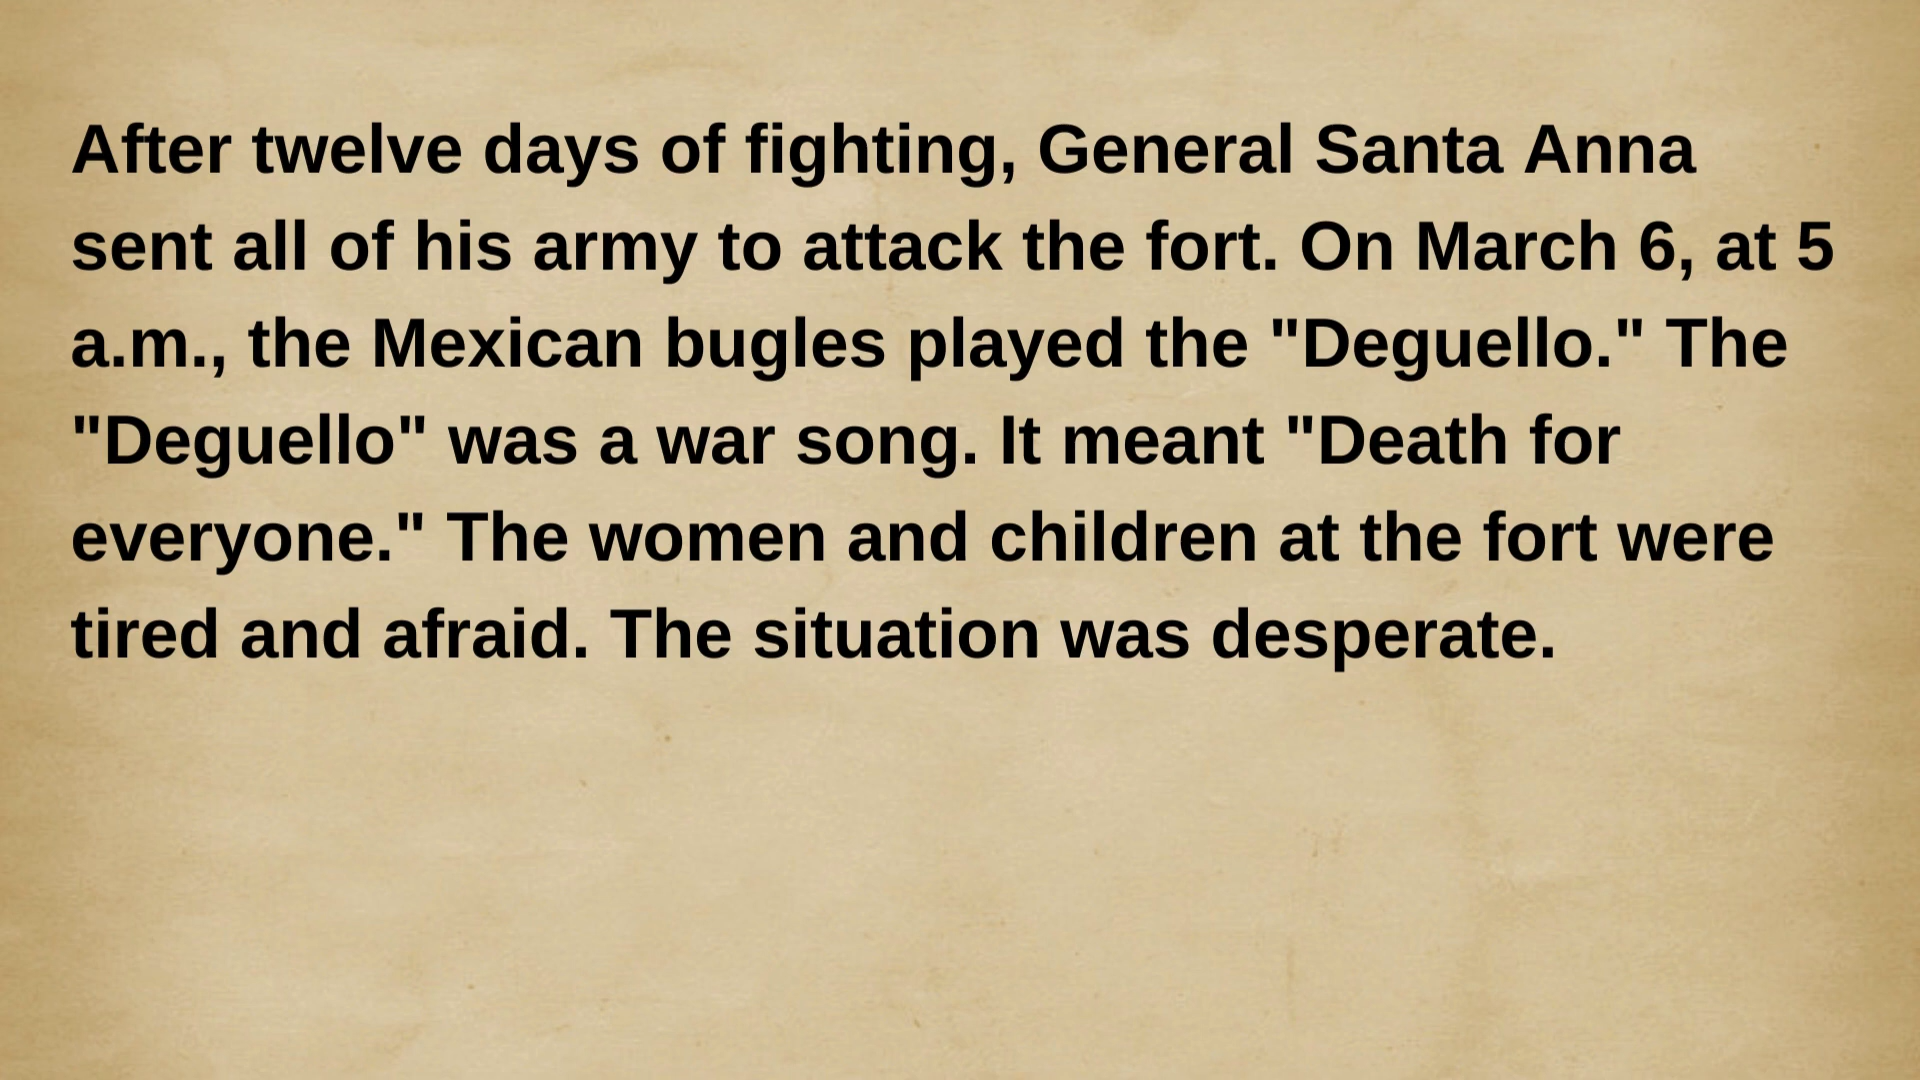 After twelve days of fighting, General Santa Anna
sent all of his army to attack the fort. On March 6, at 5
a.m., the Mexican bugles played the "Deguello." The
"Deguello" was a war song. It meant "Death for
everyone." The women and children at the fort were
tired and afraid. The situation was desperate.